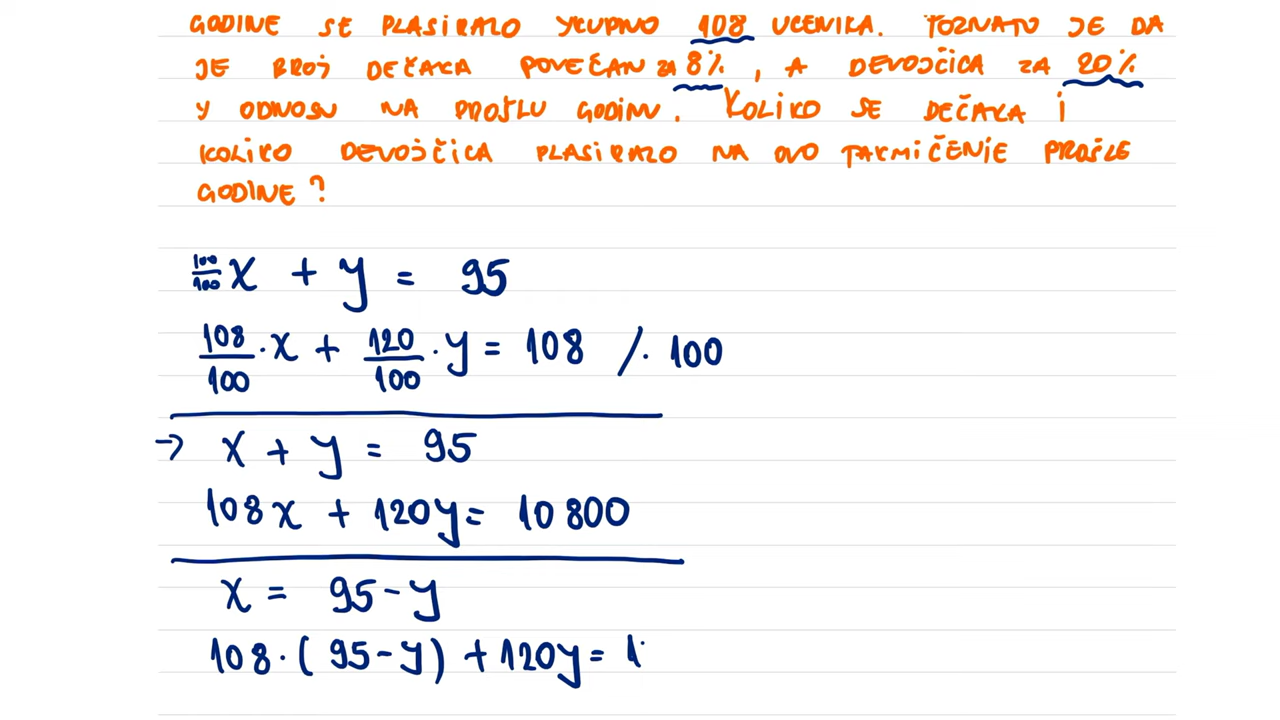 GODINE SE PLASIRALO UKUPNO 108 UČENIKA. POZNATO JE DA
JE BROJ DEČAKA POVEĆAN ZA 8%, A DEVOJČICA ZA 20%
U ODNOSU NA PROŠLU GODINU. KOLIKO SE DEČAKA I
KOLIKO DEVOJČICA PLASIRALO NA OVO TAKMIČENJE PROŠLE
GODINE?
100/100 x + y = 95
108/100 · x + 120/100 · y = 108 / · 100
→ x + y = 95
108x + 120y = 10 800
x = 95 - y
108 · ( 95 - y ) + 120y = 1